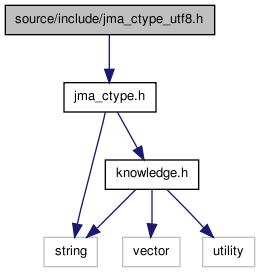 source/include/jma_ctype_utf8.h
jma_ctype.h
knowledge.h
string
vector
utility